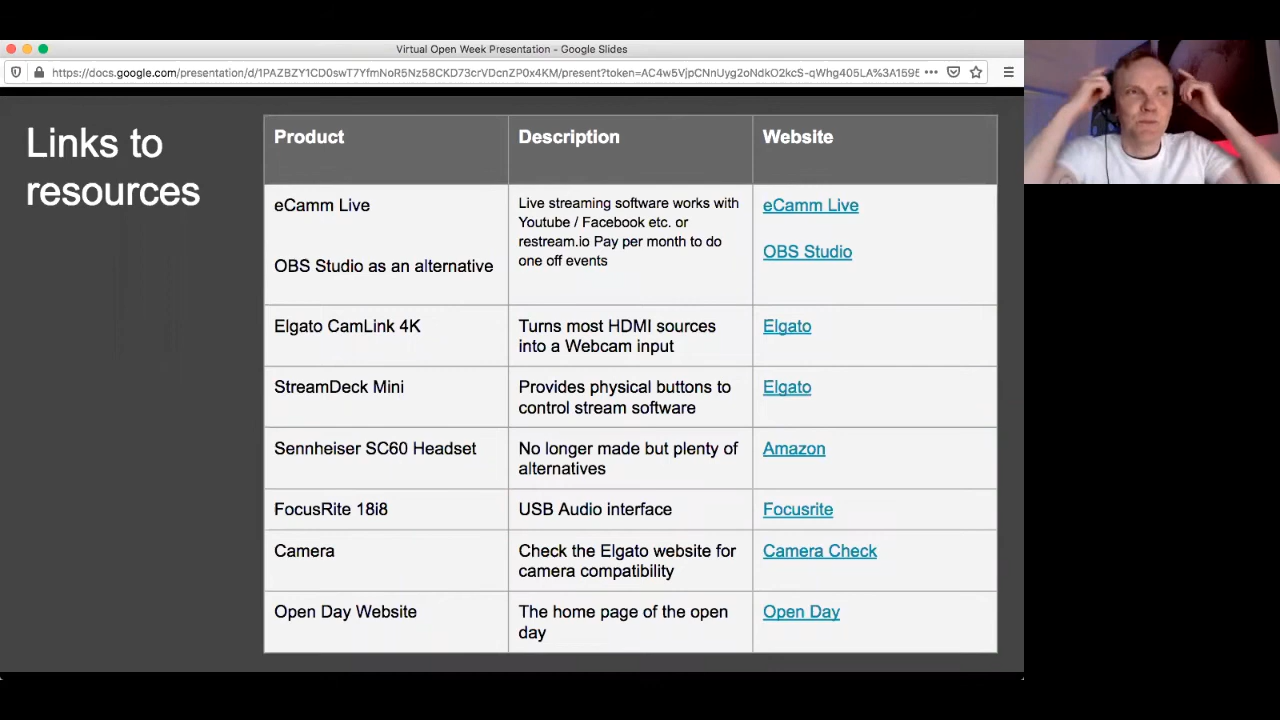 Virtual Open Week Presentation - Google Slides
Links to
resources
Product
Description
Website
eCamm Live
OBS Studio as an alternative
Live streaming software works with
Youtube / Facebook etc. or
restream.io Pay per month to do
one off events
eCamm Live
OBS Studio
Elgato CamLink 4K
Turns most HDMI sources
into a Webcam input
Elgato
StreamDeck Mini
Provides physical buttons to
control stream software
Elgato
Sennheiser SC60 Headset
No longer made but plenty of
alternatives
Amazon
FocusRite 18i8
USB Audio interface
Focusrite
Camera
Check the Elgato website for
camera compatibility
Camera Check
Open Day Website
The home page of the open
day
Open Day